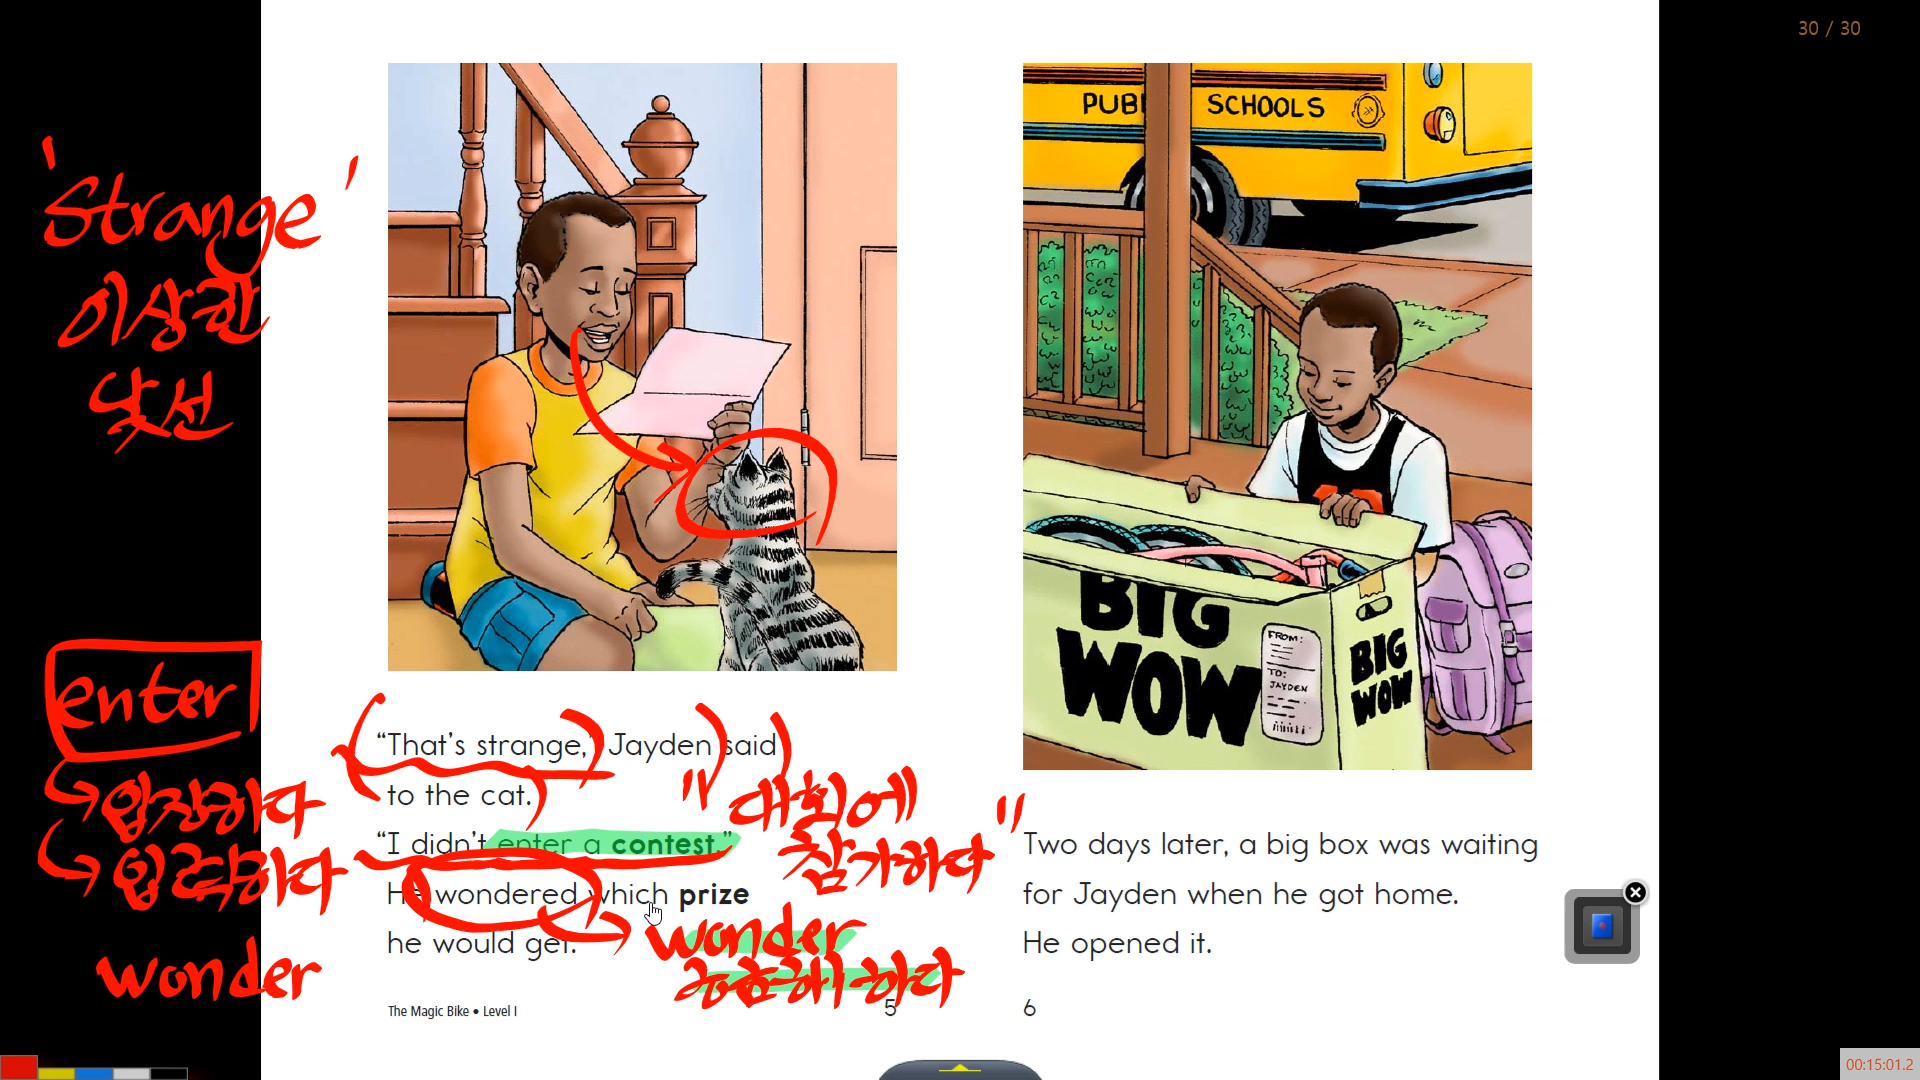 30 / 30
PUB SCHOOLS
'Strange'
이상한
낯선
BIG
WOW
FROM:
TO:
JAYDEN
BIG
WOW
enter
입장하다
입력하다
wonder
“That’s strange,” Jayden said
to the cat.
“I didn’t enter a contest.”
He wondered which prize
he would get.
"대회에
참가하다"
wonder
궁금해하다
The Magic Bike • Level I
5
Two days later, a big box was waiting
for Jayden when he got home.
He opened it.
6
00:15:01.2